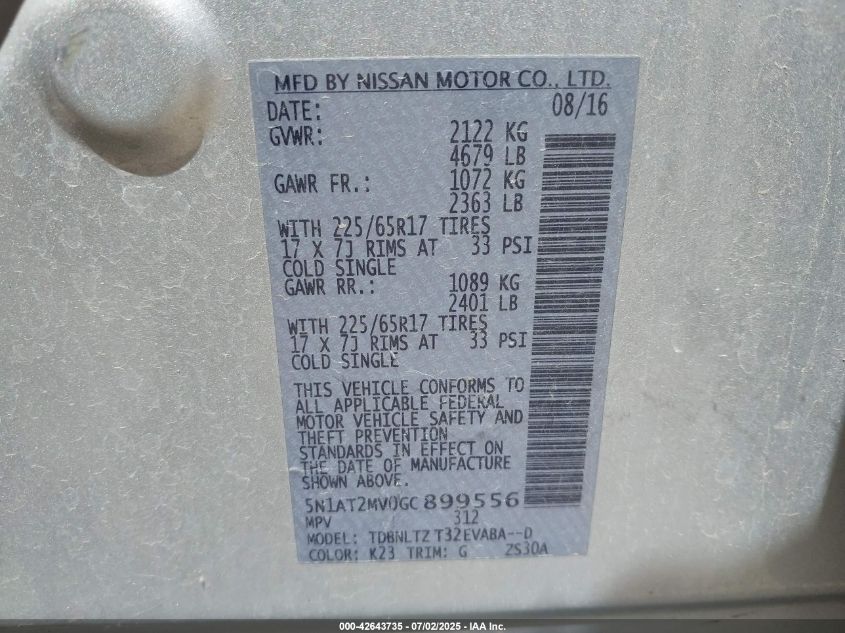 MFD BY NISSAN MOTOR CO., LTD.
DATE: 08/16
GVWR: 2122 KG
4679 LB
GAWR FR.: 1072 KG
2363 LB
WITH 225/65R17 TIRES
17 X 7J RIMS AT 33 PSI
COLD SINGLE
GAWR RR.: 1089 KG
2401 LB
WITH 225/65R17 TIRES
17 X 7J RIMS AT 33 PSI
COLD SINGLE
THIS VEHICLE CONFORMS TO
ALL APPLICABLE FEDERAL
MOTOR VEHICLE SAFETY AND
THEFT PREVENTION
STANDARDS IN EFFECT ON
THE DATE OF MANUFACTURE
SHOWN ABOVE.
5N1AT2MV0GC899556
MPV 312
MODEL: TDBNLTZ T32EVABA--D
COLOR: K23 TRIM: G ZS30A
000-42643735 - 07/02/2025 - IAA Inc.